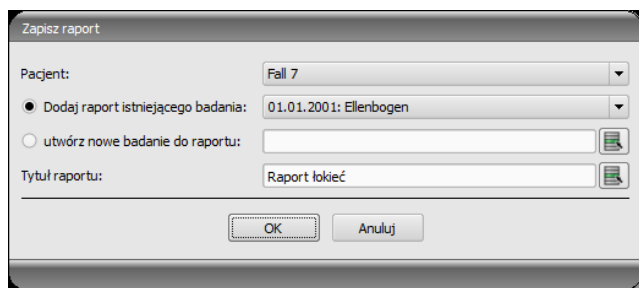 Zapisz raport
Pacjent: Fall 7
Dodaj raport istniejącego badania: 01.01.2001: Ellenbogen
utwórz nowe badanie do raportu:
Tytuł raportu: Raport łokieć
OK Anuluj